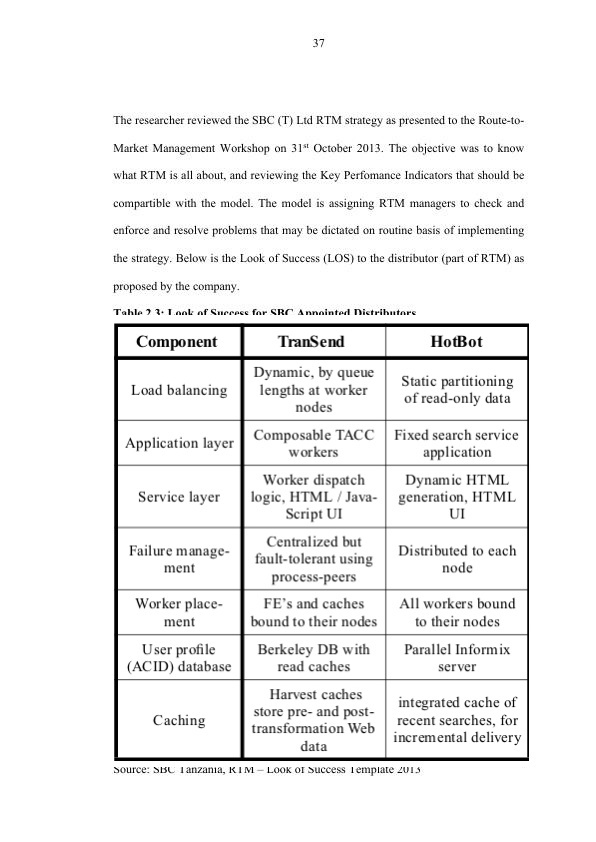 37
The researcher reviewed the SBC (T) Ltd RTM strategy as presented to the Route-to-
Market Management Workshop on 31st October 2013. The objective was to know
what RTM is all about, and reviewing the Key Perfomance Indicators that should be
compartible with the model. The model is assigning RTM managers to check and
enforce and resolve problems that may be dictated on routine basis of implementing
the strategy. Below is the Look of Success (LOS) to the distributor (part of RTM) as
proposed by the company.
Table 2.3: Look of Success for SBC Appointed Distributors
Component TranSend HotBot
Load balancing
Dynamic, by queue
lengths at worker
nodes
Static partitioning
of read-only data
Application layer
Composable TACC
workers
Fixed search service
application
Service layer
Worker dispatch
logic, HTML / Java-
Script UI
Dynamic HTML
generation, HTML
UI
Failure manage-
ment
Centralized but
fault-tolerant using
process-peers
Distributed to each
node
Worker place-
ment
FE's and caches
bound to their nodes
All workers bound
to their nodes
User profile
(ACID) database
Berkeley DB with
read caches
Parallel Informix
server
Caching
Harvest caches
store pre- and post-
transformation Web
data
integrated cache of
recent searches, for
incremental delivery
Source: SBC Tanzania, RTM – Look of Success Template 2013